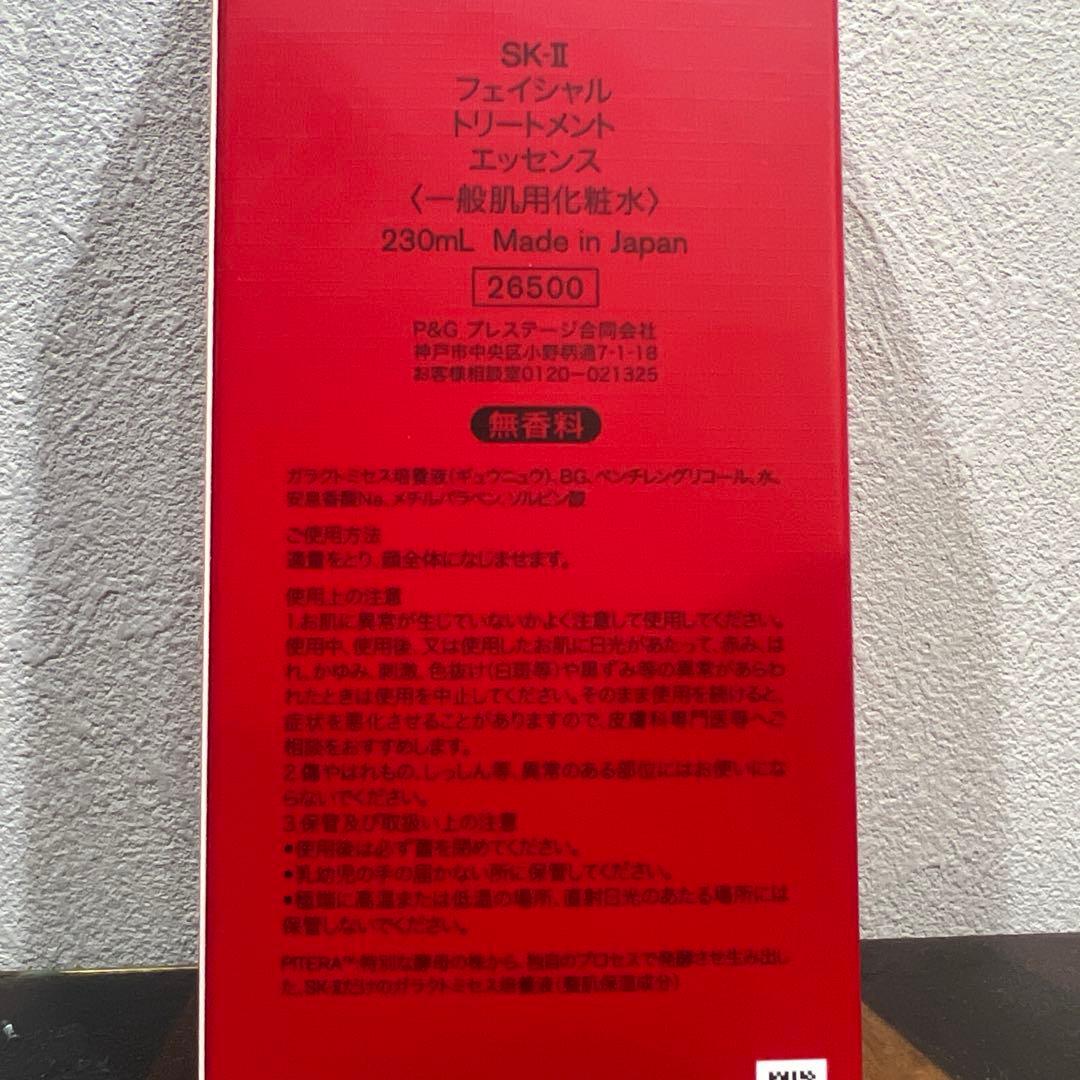 SK-Ⅱ
フェイシャル
トリートメント
エッセンス
〈一般肌用化粧水〉
230mL Made in Japan
26500
P&G プレステージ合同会社
神戸市中央区小野柄通7-1-18
お客様相談室0120-021325
無香料
ガラクトミセス培養液(ギュウニュウ)、BG、ペンチレングリコール、水、
安息香酸Na、メチルパラベン、ソルビン酸
ご使用方法
適量をとり、顔全体になじませます。
使用上の注意
1.お肌に異常が生じていないかよく注意して使用してください。
使用中、使用後、又は使用したお肌に日光があたって、赤み、は
れ、かゆみ、刺激、色抜け(白斑等)や黒ずみ等の異常があらわ
れたときは使用を中止してください。そのまま使用を続けると、
症状を悪化させることがありますので、皮膚科専門医等へご
相談をおすすめします。
2.傷やはれもの、しっしん等、異常のある部位にはお使いにな
らないでください。
3.保管及び取扱い上の注意
•使用後は必ず蓋を閉めてください。
•乳幼児の手の届かない所に保管してください。
•極端に高温または低温の場所、直射日光のあたる場所には
保管しないでください。
PITERA™:特別な酵母の株から、独自のプロセスで発酵させ生み出し
た、SK-Ⅱだけのガラクトミセス培養液(整肌保湿成分)